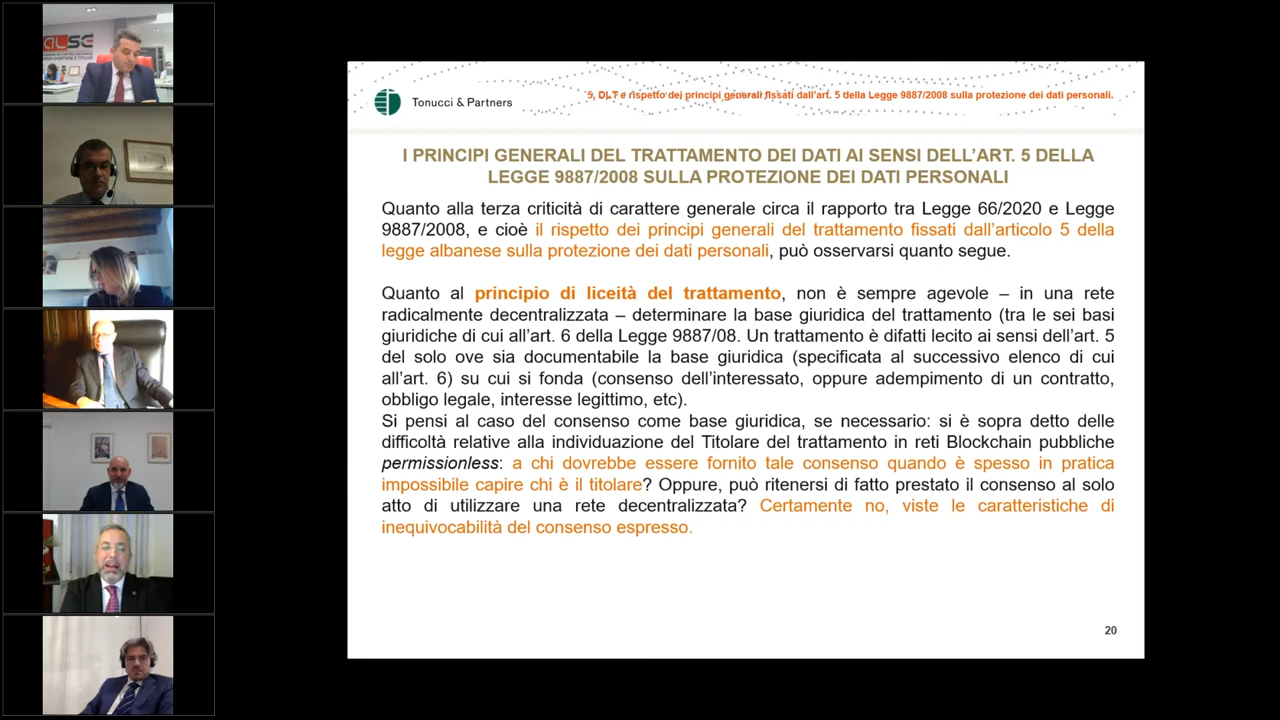 ALSE
Tonucci & Partners
5. DLT e rispetto dei principi generali fissati dall'art. 5 della Legge 9887/2008 sulla protezione dei dati personali.
I PRINCIPI GENERALI DEL TRATTAMENTO DEI DATI AI SENSI DELL'ART. 5 DELLA
LEGGE 9887/2008 SULLA PROTEZIONE DEI DATI PERSONALI
Quanto alla terza criticità di carattere generale circa il rapporto tra Legge 66/2020 e Legge
9887/2008, e cioè il rispetto dei principi generali del trattamento fissati dall'articolo 5 della
legge albanese sulla protezione dei dati personali, può osservarsi quanto segue.
Quanto al principio di liceità del trattamento, non è sempre agevole – in una rete
radicalmente decentralizzata – determinare la base giuridica del trattamento (tra le sei basi
giuridiche di cui all'art. 6 della Legge 9887/08. Un trattamento è difatti lecito ai sensi dell'art. 5
del solo ove sia documentabile la base giuridica (specificata al successivo elenco di cui
all'art. 6) su cui si fonda (consenso dell'interessato, oppure adempimento di un contratto,
obbligo legale, interesse legittimo, etc).
Si pensi al caso del consenso come base giuridica, se necessario: si è sopra detto delle
difficoltà relative alla individuazione del Titolare del trattamento in reti Blockchain pubbliche
permissionless: a chi dovrebbe essere fornito tale consenso quando è spesso in pratica
impossibile capire chi è il titolare? Oppure, può ritenersi di fatto prestato il consenso al solo
atto di utilizzare una rete decentralizzata? Certamente no, viste le caratteristiche di
inequivocabilità del consenso espresso.
20